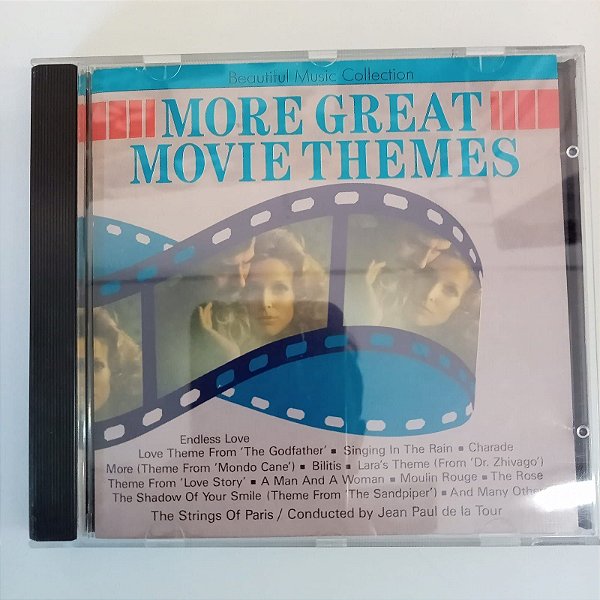 Beautiful Music Collection
MORE GREAT
MOVIE THEMES
Endless Love
Love Theme From 'The Godfather' ▪ Singing In The Rain ▪ Charade
More (Theme From 'Mondo Cane') ▪ Bilitis ▪ Lara's Theme (From 'Dr. Zhivago')
Theme From 'Love Story' ▪ A Man And A Woman ▪ Moulin Rouge ▪ The Rose
The Shadow Of Your Smile (Theme From 'The Sandpiper') ▪ And Many Other
The Strings Of Paris / Conducted by Jean Paul de la Tour